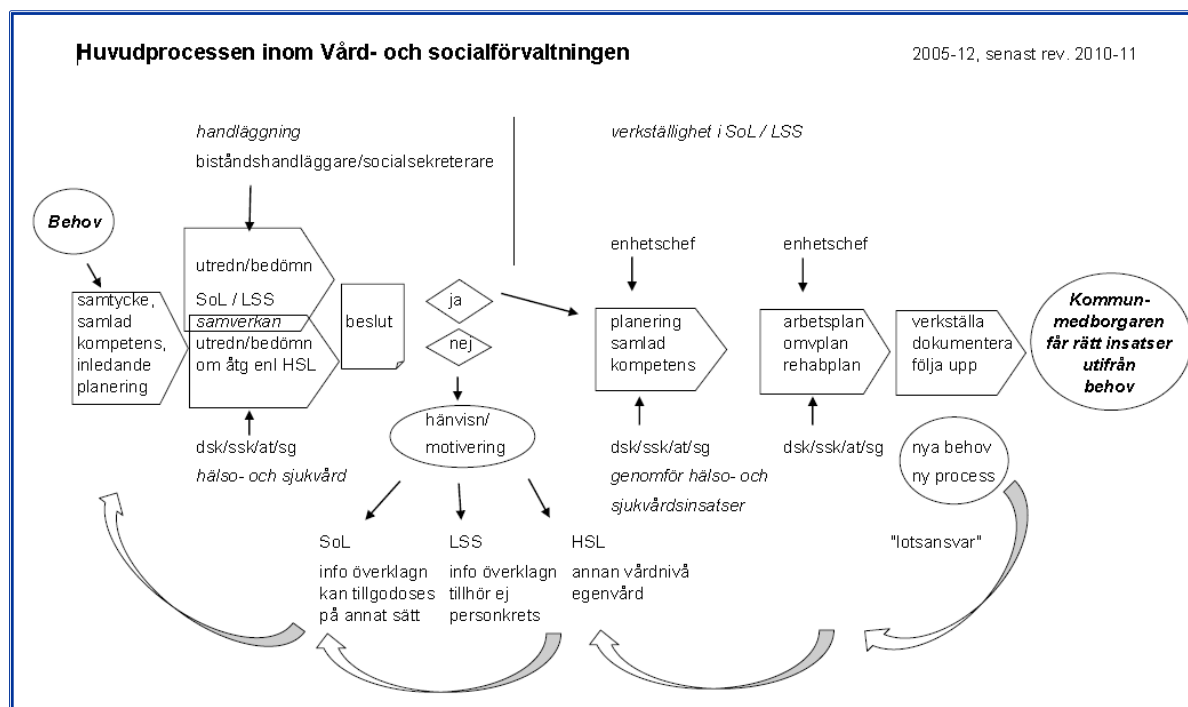 Huvudprocessen inom Vård- och socialförvaltningen
2005-12, senast rev. 2010-11
handläggning
biståndshandläggare/socialsekreterare
verkställighet i SoL / LSS
Behov
samtycke,
samlad
kompetens,
inledande
planering
utredn/bedömn
SoL / LSS
samverkan
utredn/bedömn
om åtg enl HSL
dsk/ssk/at/sg
hälso- och sjukvård
beslut
ja
nej
hänvisn/
motivering
SoL
info överklagn
kan tillgodoses
på annat sätt
LSS
info överklagn
tillhör ej
personkrets
HSL
annan vårdnivå
egenvård
enhetschef
planering
samlad
kompetens
dsk/ssk/at/sg
genomför hälso- och
sjukvårdsinsatser
enhetschef
arbetsplan
omvplan
rehabplan
dsk/ssk/at/sg
verkställa
dokumentera
följa upp
Kommun-
medborgaren
får rätt insatser
utifrån
behov
nya behov
ny process
"lotsansvar"